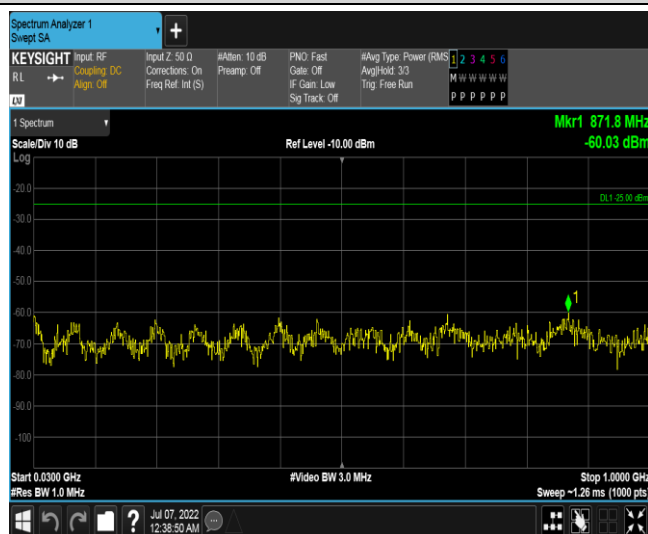 Spectrum Analyzer 1
Swept SA
+
KEYSIGHT
RL
LXI
Input: RF
Coupling: DC
Align: Off
Input Z: 50 Ω
Corrections: On
Freq Ref: Int (S)
#Atten: 10 dB
Preamp: Off
PNO: Fast
Gate: Off
IF Gain: Low
Sig Track: Off
#Avg Type: Power (RMS
Avg|Hold: 3/3
Trig: Free Run
1 2 3 4 5 6
M W W W W W
P P P P P P
1 Spectrum
Scale/Div 10 dB
Ref Level -10.00 dBm
Mkr1 871.8 MHz
-60.03 dBm
Log
DL1 -25.00 dBm
1
-20.0
-30.0
-40.0
-50.0
-60.0
-70.0
-80.0
-90.0
-100
Start 0.0300 GHz
#Video BW 3.0 MHz
Stop 1.0000 GHz
#Res BW 1.0 MHz
Sweep ~1.26 ms (1000 pts)
?
Jul 07, 2022
12:38:50 AM